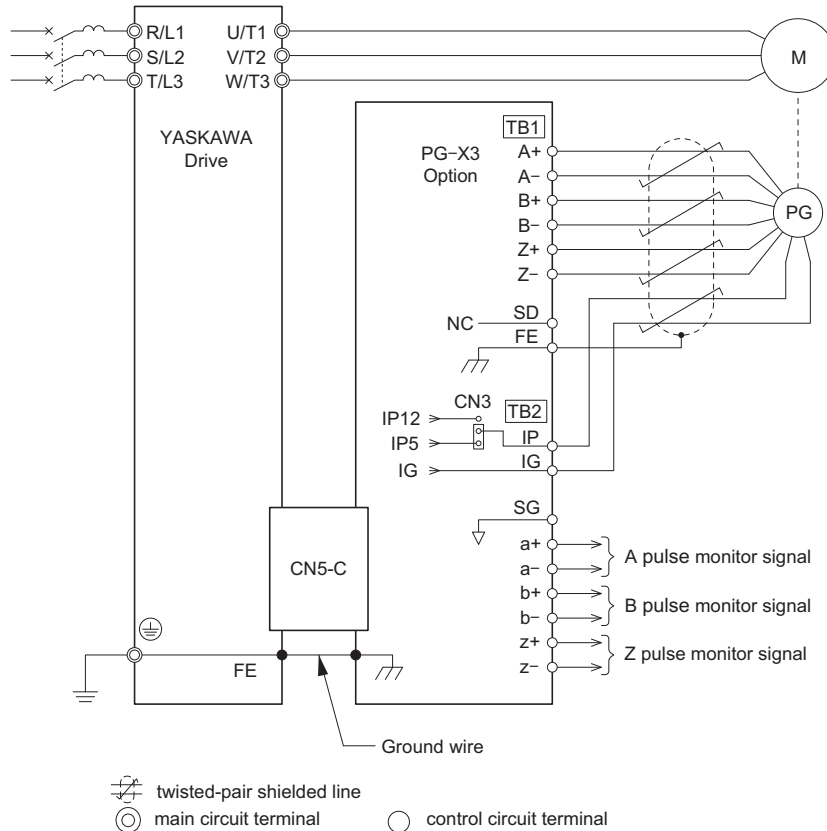 R/L1 U/T1
S/L2 V/T2
T/L3 W/T3
M
YASKAWA
Drive
PG-X3
Option
TB1
A+
A-
B+
B-
Z+
Z-
PG
NC
SD
FE
CN3
TB2
IP12
IP
IP5
IG
IG
SG
CN5-C
a+
a-
A pulse monitor signal
b+
b-
B pulse monitor signal
z+
z-
Z pulse monitor signal
FE
Ground wire
twisted-pair shielded line
main circuit terminal
control circuit terminal